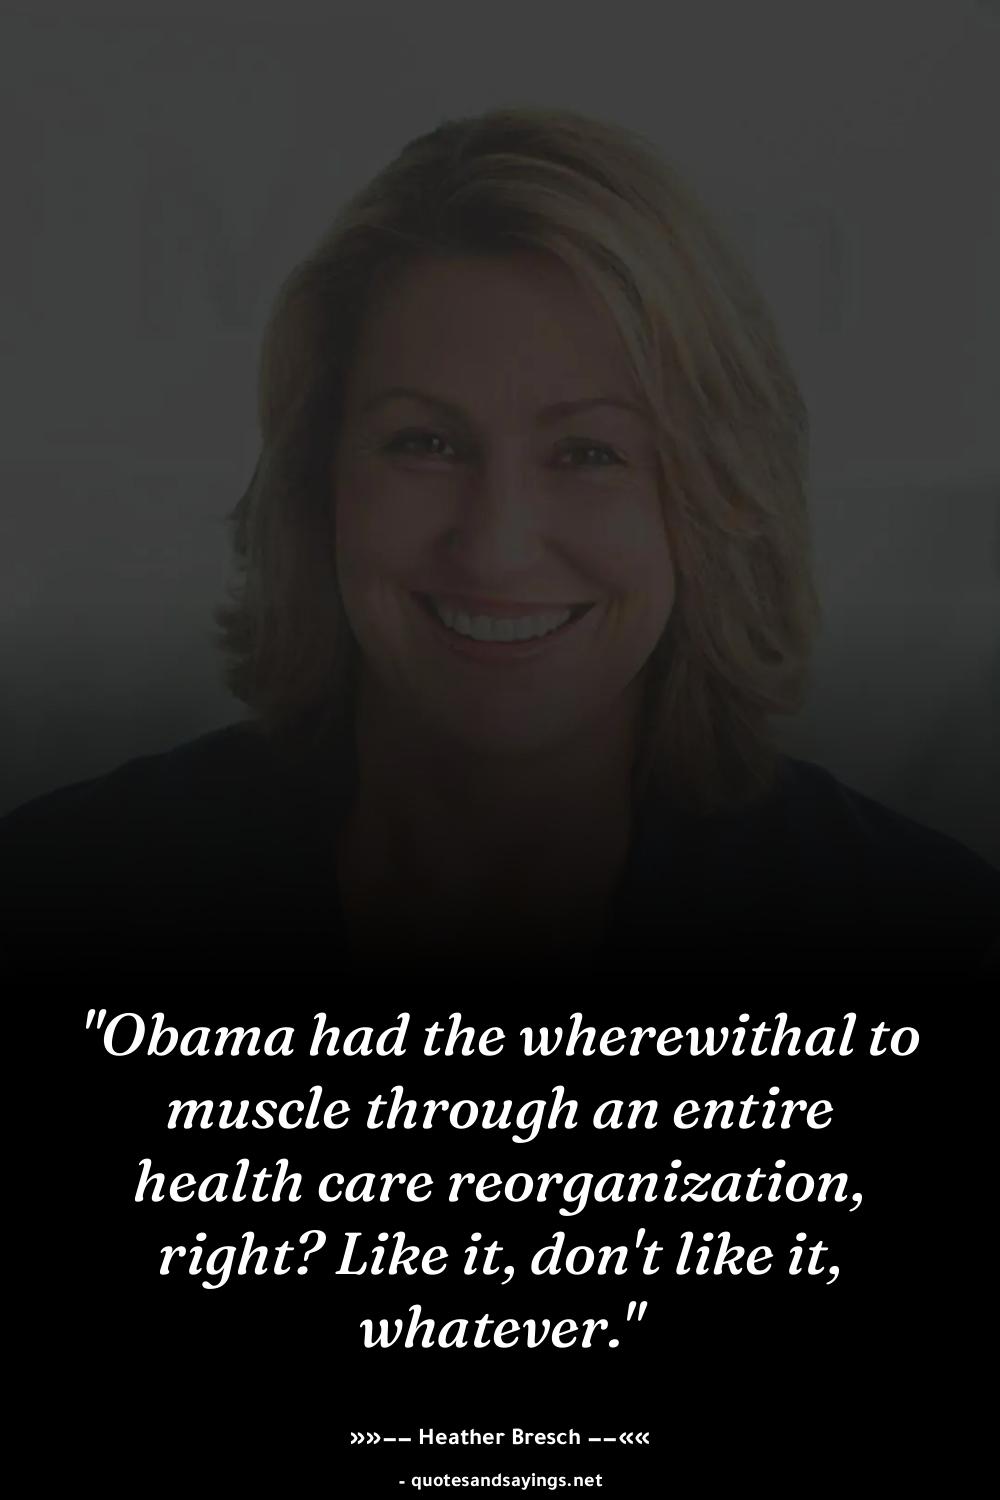 "Obama had the wherewithal to
muscle through an entire
health care reorganization,
right? Like it, don't like it,
whatever."
»»−− Heather Bresch −−««
- quotesandsayings.net